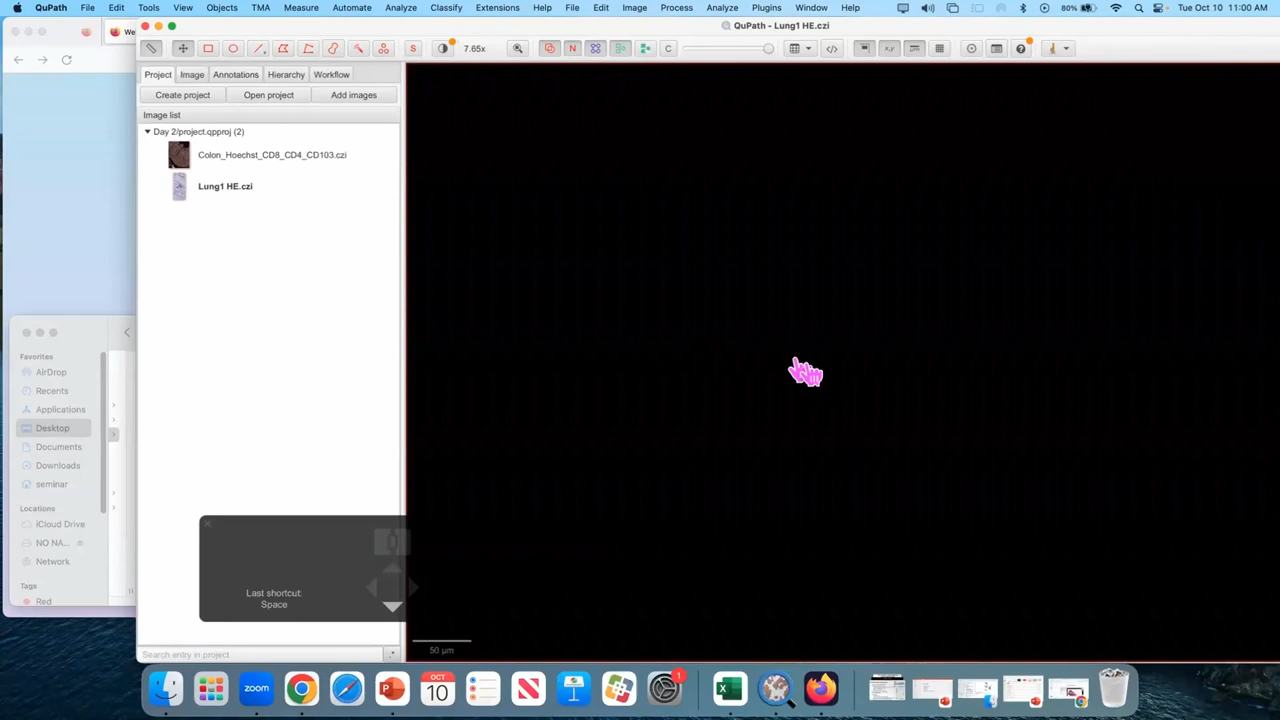 QuPath File Edit Tools View Objects TMA Measure Automate Analyze Classify Extensions Help File Edit Image Process Analyze Plugins Window Help 80% Tue Oct 10 11:00 AM
We
QuPath - Lung1 HE.czi
S 7.65x N C x,y
Project Image Annotations Hierarchy Workflow
Create project Open project Add images
Image list
Day 2/project.qpproj (2)
Colon_Hoechst_CD8_CD4_CD103.czi
Lung1 HE.czi
Favorites
AirDrop
Recents
Applications
Desktop
Documents
Downloads
seminar
Locations
iCloud Drive
NO NA...
Network
Tags
Red
Last shortcut:
Space
50 µm
Search entry in project
OCT
10
zoom
1